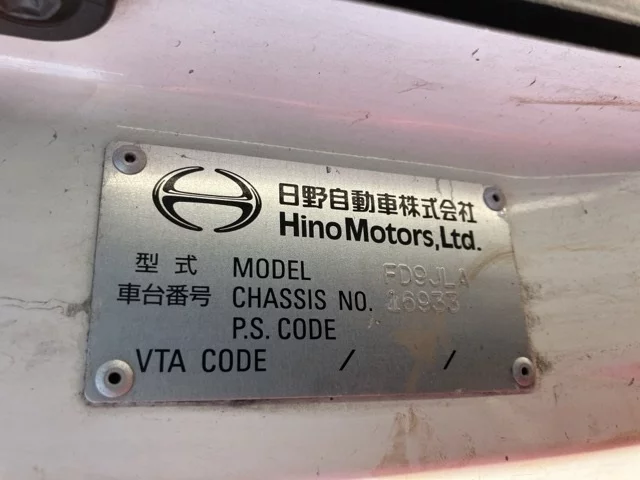 日野自動車株式会社
Hino Motors, Ltd.
型式 MODEL FD9JLA
車台番号 CHASSIS NO. 16933
P.S. CODE
VTA CODE / /